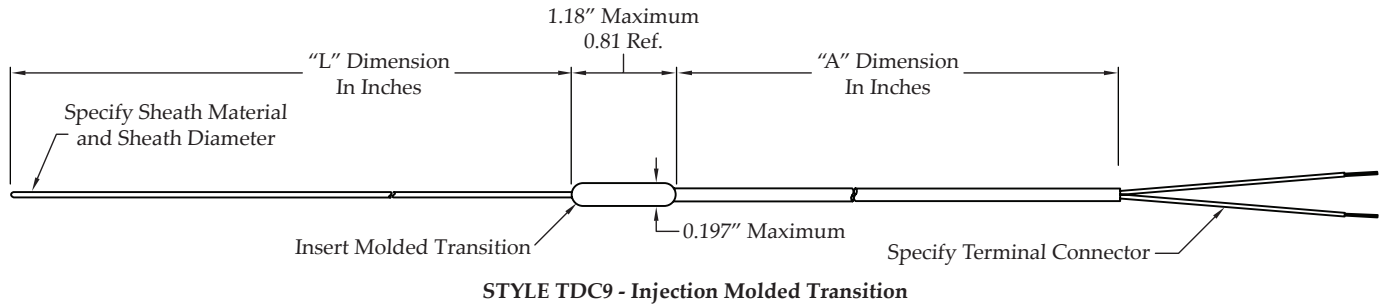 1.18" Maximum
0.81 Ref.
“L” Dimension
In Inches
“A” Dimension
In Inches
Specify Sheath Material
and Sheath Diameter
Insert Molded Transition
0.197" Maximum
Specify Terminal Connector
STYLE TDC9 - Injection Molded Transition